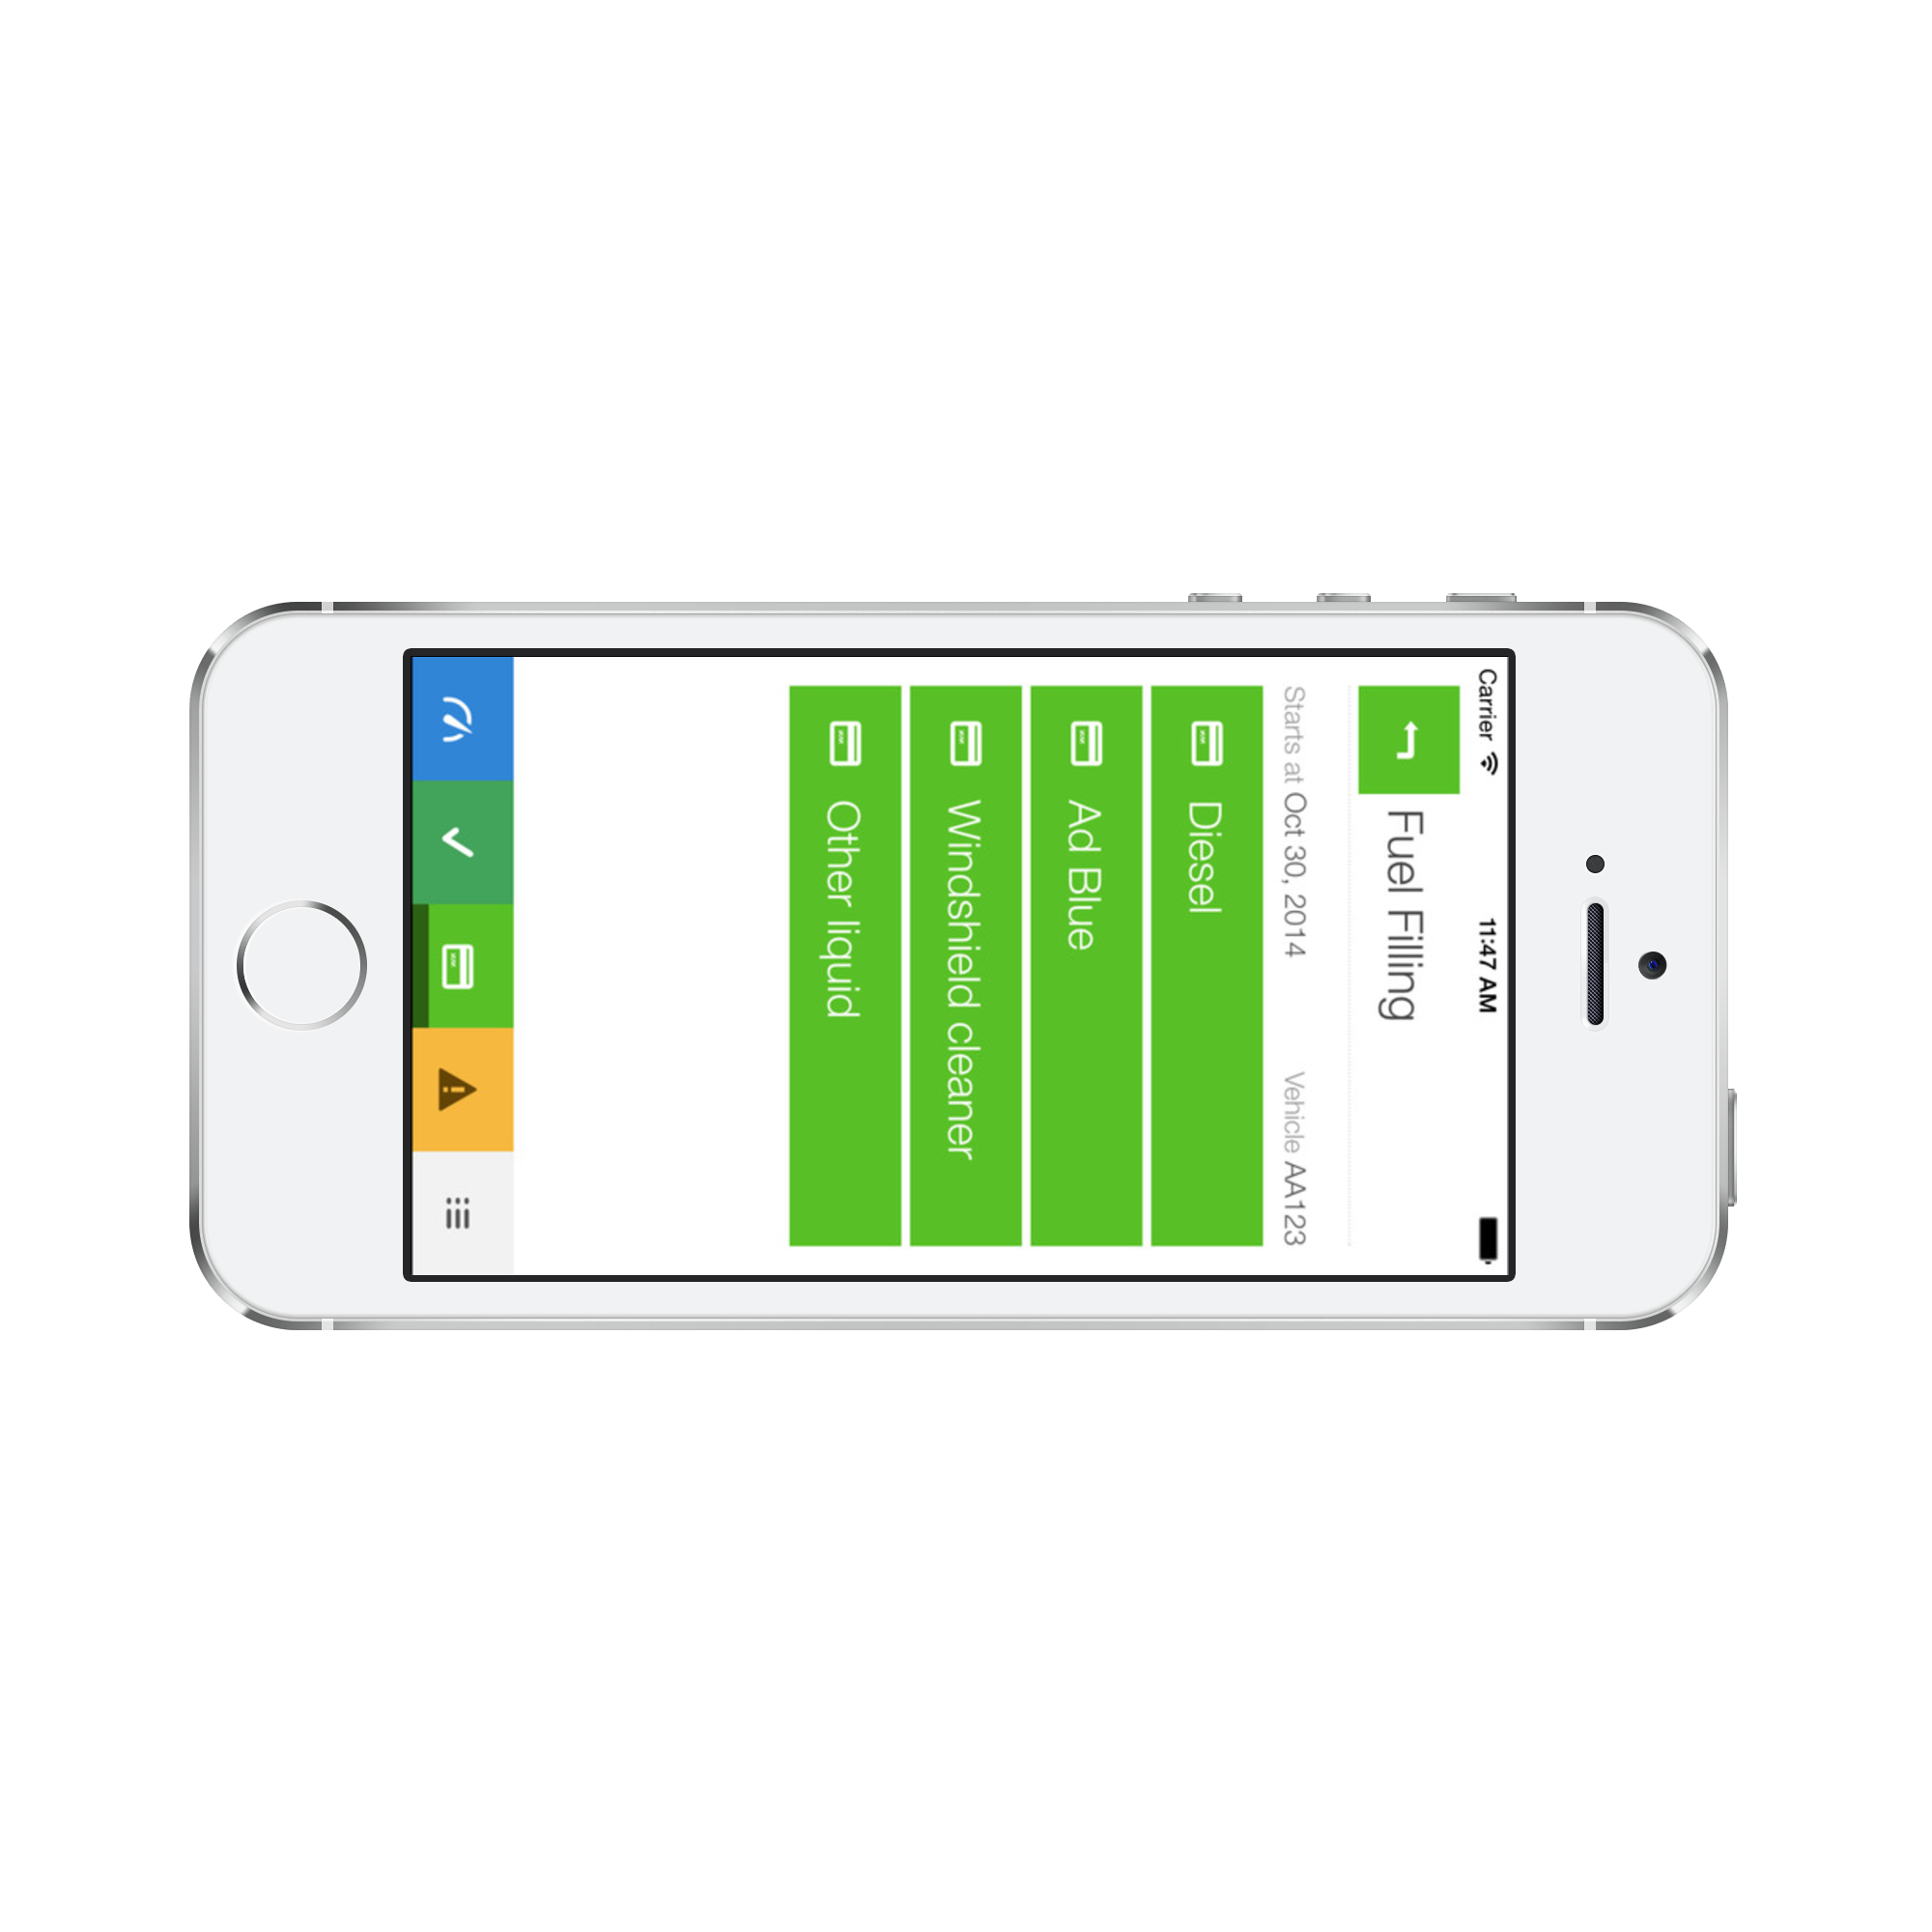 Carrier 11:47 AM
Fuel Filling
Starts at Oct 30, 2014 Vehicle AA123
Diesel
Ad Blue
Windshield cleaner
Other liquid